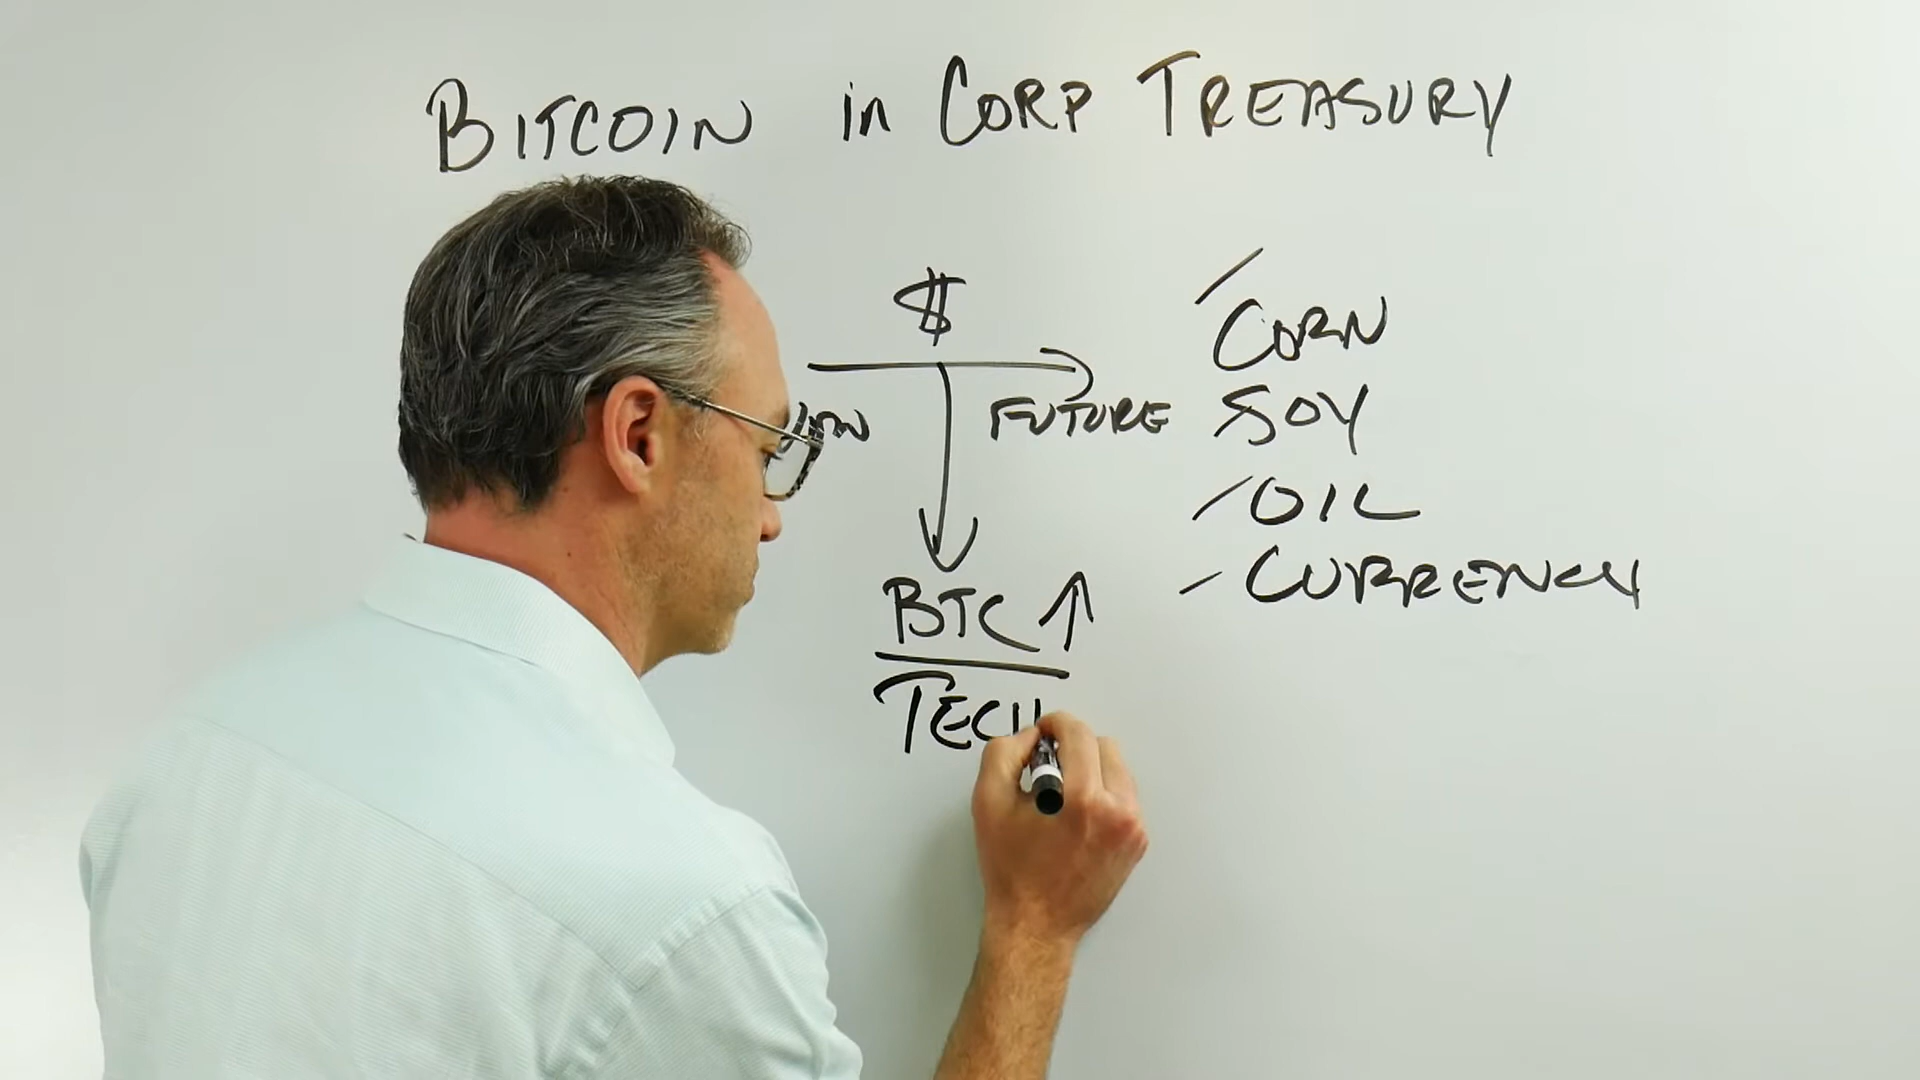 BITCOIN in CORP TREASURY
$
FUTURE
BTC ↑
TECH
CORN
SOY
- OIL
- CURRENCY